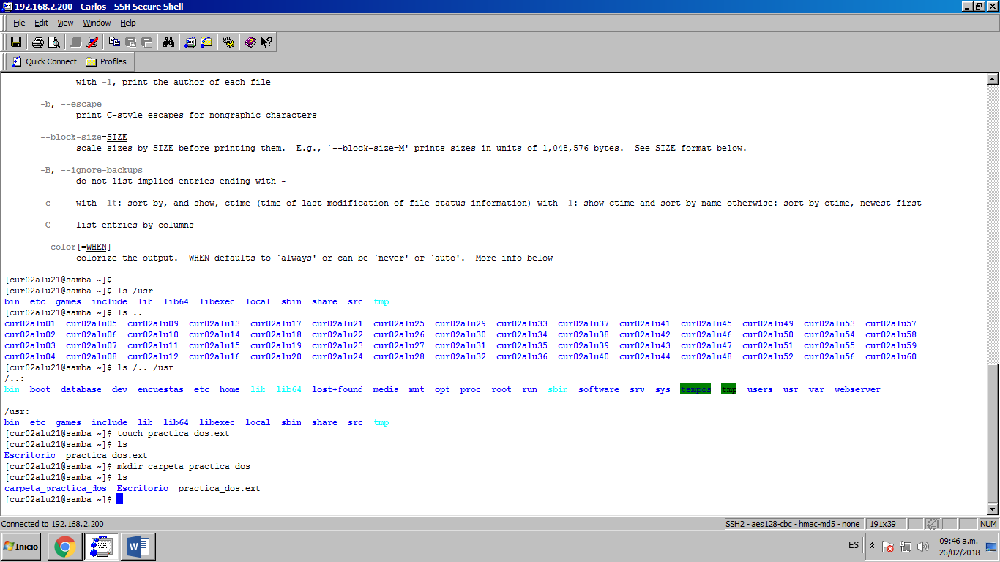 192.168.2.200 - Carlos - SSH Secure Shell
File Edit View Window Help
Quick Connect Profiles
with -l, print the author of each file
-b, --escape
print C-style escapes for nongraphic characters
--block-size=SIZE
scale sizes by SIZE before printing them.  E.g., `--block-size=M' prints sizes in units of 1,048,576 bytes.  See SIZE format below.
-B, --ignore-backups
do not list implied entries ending with ~
-c     with -lt: sort by, and show, ctime (time of last modification of file status information) with -l: show ctime and sort by name otherwise: sort by ctime, newest first
-C     list entries by columns
--color[=WHEN]
colorize the output.  WHEN defaults to `always' or can be `never' or `auto'.  More info below
[cur02alu21@samba ~]$
[cur02alu21@samba ~]$ ls /usr
bin  etc  games  include  lib  lib64  libexec  local  sbin  share  src  tmp
[cur02alu21@samba ~]$ ls ..
cur02alu01  cur02alu05  cur02alu09  cur02alu13  cur02alu17  cur02alu21  cur02alu25  cur02alu29  cur02alu33  cur02alu37  cur02alu41  cur02alu45  cur02alu49  cur02alu53  cur02alu57
cur02alu02  cur02alu06  cur02alu10  cur02alu14  cur02alu18  cur02alu22  cur02alu26  cur02alu30  cur02alu34  cur02alu38  cur02alu42  cur02alu46  cur02alu50  cur02alu54  cur02alu58
cur02alu03  cur02alu07  cur02alu11  cur02alu15  cur02alu19  cur02alu23  cur02alu27  cur02alu31  cur02alu35  cur02alu39  cur02alu43  cur02alu47  cur02alu51  cur02alu55  cur02alu59
cur02alu04  cur02alu08  cur02alu12  cur02alu16  cur02alu20  cur02alu24  cur02alu28  cur02alu32  cur02alu36  cur02alu40  cur02alu44  cur02alu48  cur02alu52  cur02alu56  cur02alu60
[cur02alu21@samba ~]$ ls /.. /usr
/..:
bin  boot  database  dev  encuestas  etc  home  lib  lib64  lost+found  media  mnt  opt  proc  root  run  sbin  software  srv  sys  tempos  tmp  users  usr  var  webserver
/usr:
bin  etc  games  include  lib  lib64  libexec  local  sbin  share  src  tmp
[cur02alu21@samba ~]$ touch practica_dos.ext
[cur02alu21@samba ~]$ ls
Escritorio  practica_dos.ext
[cur02alu21@samba ~]$ mkdir carpeta_practica_dos
[cur02alu21@samba ~]$ ls
carpeta_practica_dos  Escritorio  practica_dos.ext
[cur02alu21@samba ~]$
Connected to 192.168.2.200 SSH2 - aes128-cbc - hmac-md5 - none 191x39 NUM
Inicio ES 09:46 a.m.
26/02/2018